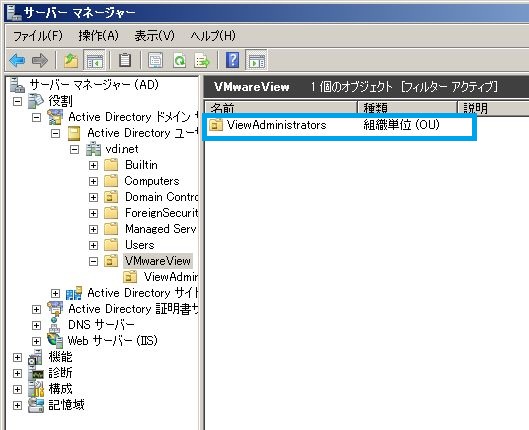 サーバー マネージャー
ファイル(F) 操作(A) 表示(V) ヘルプ(H)
サーバー マネージャー (AD)
役割
Active Directory ドメイン サ
Active Directory ユー
vdi.net
Builtin
Computers
Domain Contro
ForeignSecurit
Managed Serv
Users
VMwareView
ViewAdmin
Active Directory サイト
Active Directory 証明書サ
DNS サーバー
Web サーバー (IIS)
機能
診断
構成
記憶域
VMwareView 1 個のオブジェクト [フィルター アクティブ]
名前 種類 説明
ViewAdministrators 組織単位 (OU)